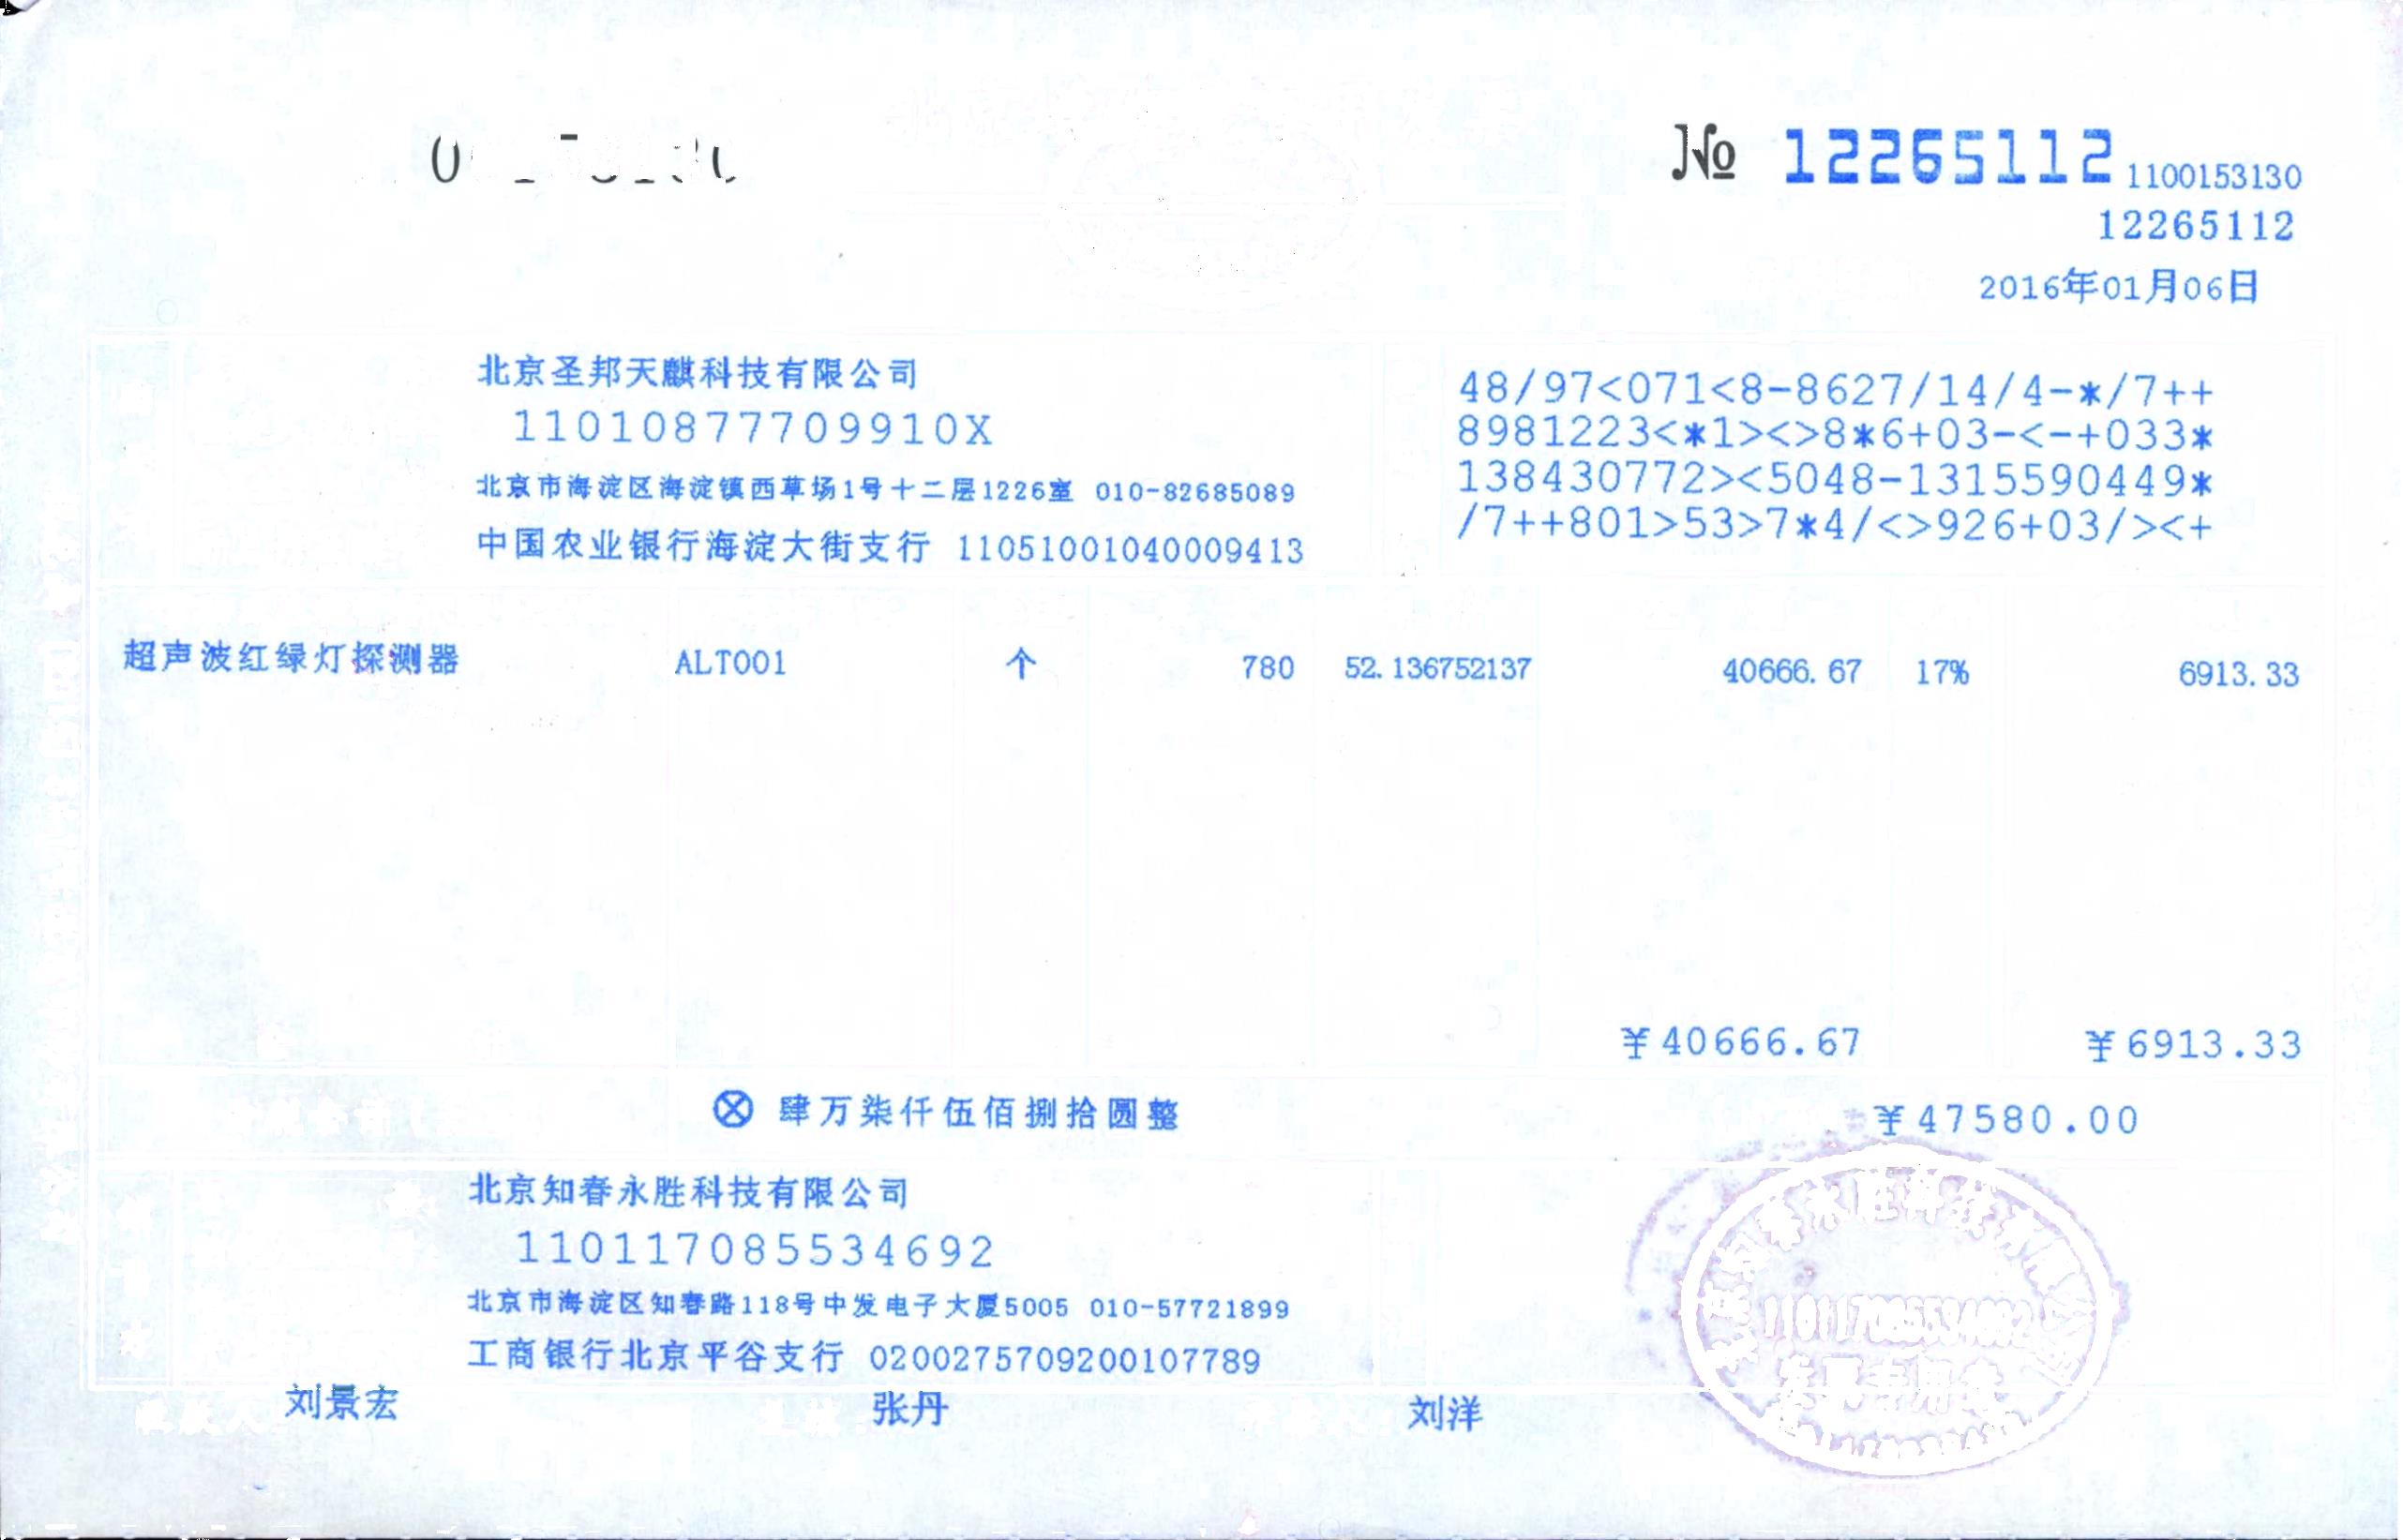 № 12265112 1100153130
12265112
2016年01月06日
北京圣邦天麒科技有限公司
11010877709910X
北京市海淀区海淀镇西草场1号十二层1226室 010-82685089
中国农业银行海淀大街支行 11051001040009413
48/97<071<8-8627/14/4-*/7++
8981223<*1><>8*6+03-<-+033*
138430772><5048-1315590449*
/7++801>53>7*4/<>926+03/><+
超声波红绿灯探测器 ALT001 个 780 52.136752137 40666.67 17% 6913.33
¥40666.67 ¥6913.33
ⓧ 肆万柒仟伍佰捌拾圆整 ¥47580.00
北京知春永胜科技有限公司
110117085534692
北京市海淀区知春路118号中发电子大厦5005 010-57721899
工商银行北京平谷支行 0200275709200107789
刘景宏 张丹 刘洋
110117085534692
发票专用章